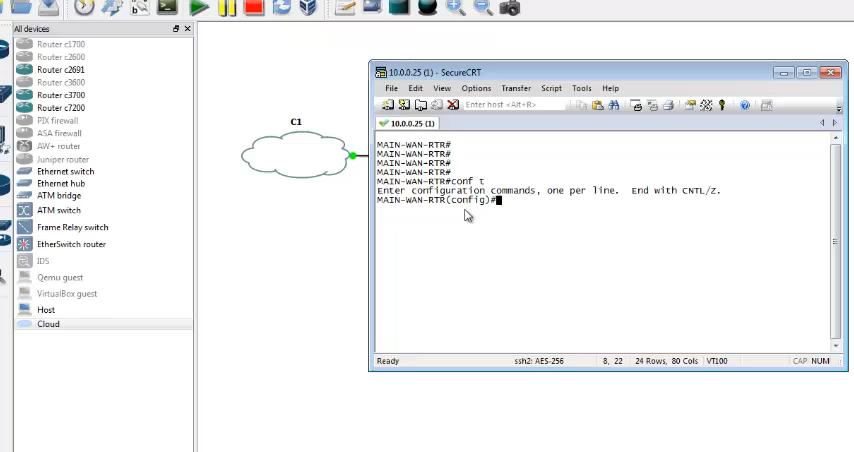 All devices
Router c1700
Router c2600
Router c2691
Router c3600
Router c3700
Router c7200
PIX firewall
ASA firewall
AW+ router
Juniper router
Ethernet switch
Ethernet hub
ATM bridge
ATM switch
Frame Relay switch
EtherSwitch router
IDS
Qemu guest
VirtualBox guest
Host
Cloud
C1
10.0.0.25 (1) - SecureCRT
File Edit View Options Transfer Script Tools Help
Enter host <Alt+R>
10.0.0.25 (1)
MAIN-WAN-RTR#
MAIN-WAN-RTR#
MAIN-WAN-RTR#
MAIN-WAN-RTR#
MAIN-WAN-RTR#conf t
Enter configuration commands, one per line.  End with CNTL/Z.
MAIN-WAN-RTR(config)#
Ready ssh2: AES-256 8, 22 24 Rows, 80 Cols VT100 CAP NUM